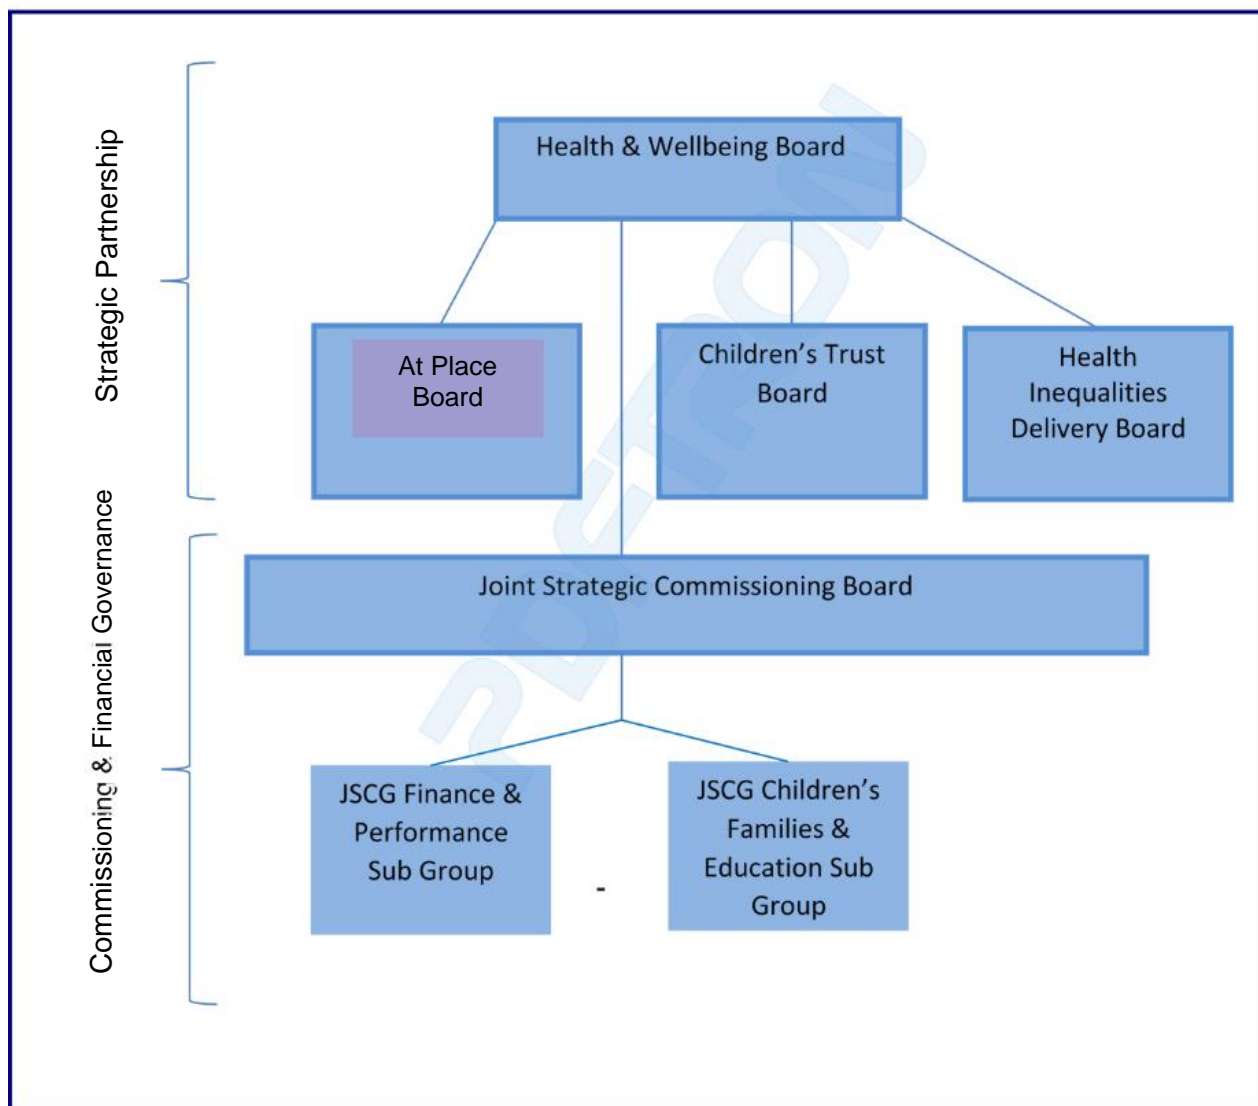 Strategic Partnership
Health & Wellbeing Board
At Place
Board
Children’s Trust
Board
Health
Inequalities
Delivery Board
Commissioning & Financial Governance
Joint Strategic Commissioning Board
JSCG Finance &
Performance
Sub Group
-
JSCG Children’s
Families &
Education Sub
Group
PDFTRON